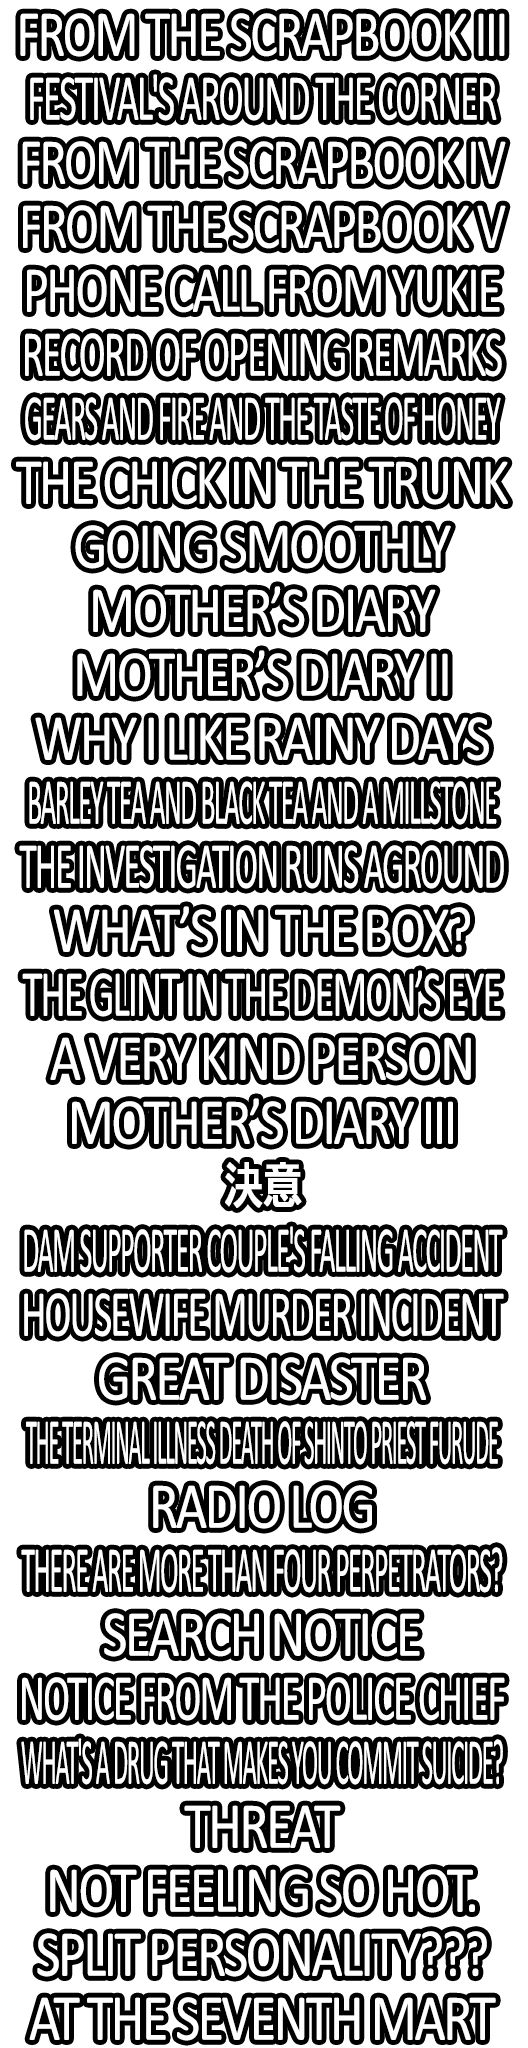 FROM THE SCRAPBOOK III
FESTIVAL'S AROUND THE CORNER
FROM THE SCRAPBOOK IV
FROM THE SCRAPBOOK V
PHONE CALL FROM YUKIE
RECORD OF OPENING REMARKS
GEARS AND FIRE AND THE TASTE OF HONEY
THE CHICK IN THE TRUNK
GOING SMOOTHLY
MOTHER’S DIARY
MOTHER’S DIARY II
WHY I LIKE RAINY DAYS
BARLEY TEA AND BLACK TEA AND A MILLSTONE
THE INVESTIGATION RUNS AGROUND
WHAT’S IN THE BOX?
THE GLINT IN THE DEMON’S EYE
A VERY KIND PERSON
MOTHER’S DIARY III
決意
DAM SUPPORTER COUPLE'S FALLING ACCIDENT
HOUSEWIFE MURDER INCIDENT
GREAT DISASTER
THE TERMINAL ILLNESS DEATH OF SHINTO PRIEST FURUDE
RADIO LOG
THERE ARE MORE THAN FOUR PERPETRATORS?
SEARCH NOTICE
NOTICE FROM THE POLICE CHIEF
WHAT'S A DRUG THAT MAKES YOU COMMIT SUICIDE?
THREAT
NOT FEELING SO HOT.
SPLIT PERSONALITY???
AT THE SEVENTH MART